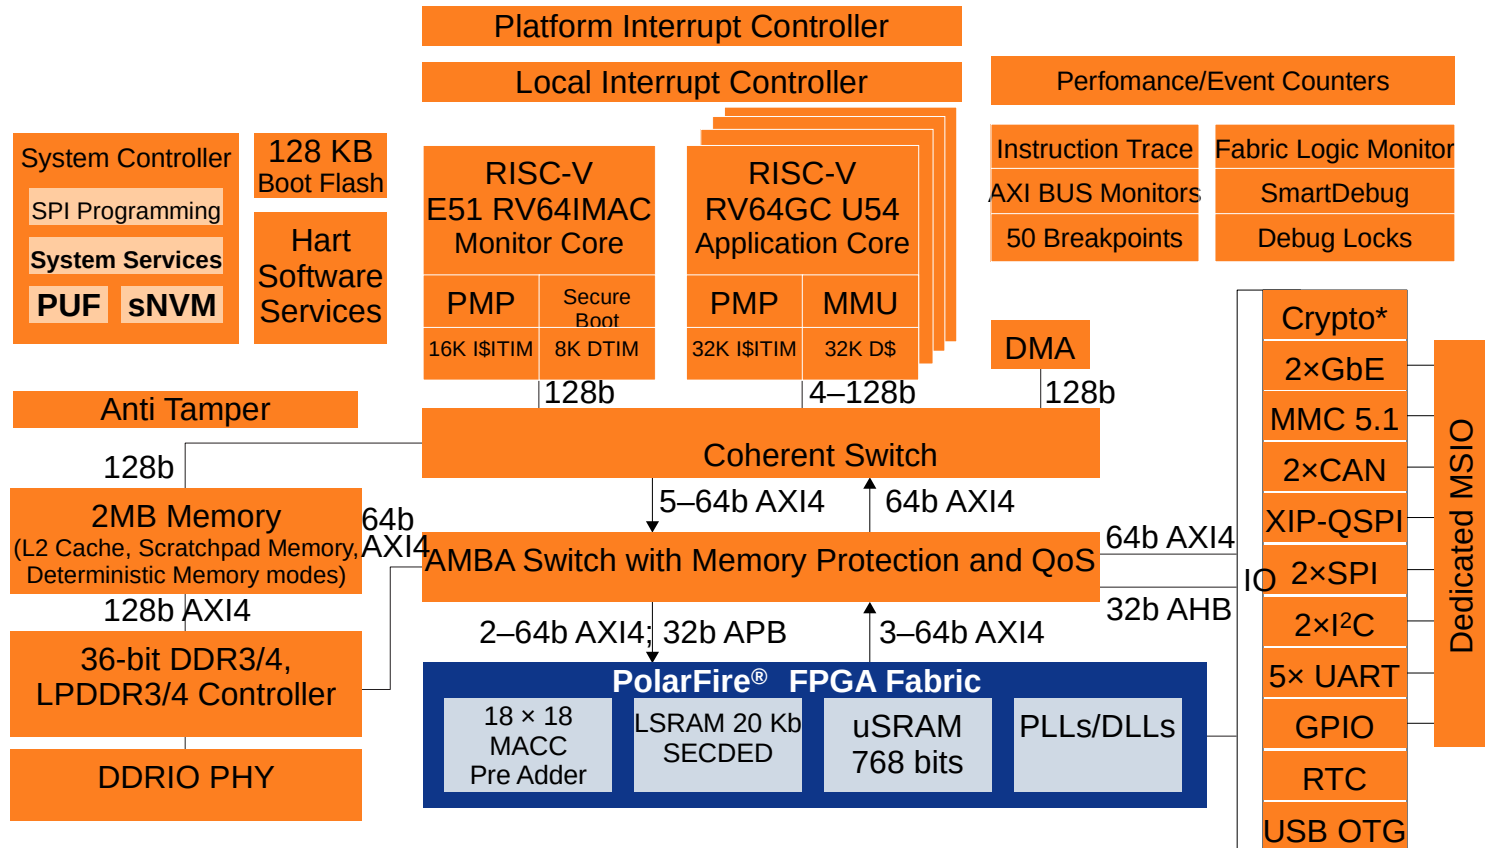 Platform Interrupt Controller
Local Interrupt Controller
Perfomance/Event Counters
System Controller
SPI Programming
System Services
PUF
sNVM
128 KB
Boot Flash
Hart
Software
Services
RISC-V
E51 RV64IMAC
Monitor Core
PMP
Secure
Boot
16K I$ITIM
8K DTIM
RISC-V
RV64GC U54
Application Core
PMP
MMU
32K I$ITIM
32K D$
Instruction Trace
AXI BUS Monitors
50 Breakpoints
Fabric Logic Monitor
SmartDebug
Debug Locks
DMA
128b
4–128b
128b
Anti Tamper
128b
Coherent Switch
5–64b AXI4
64b AXI4
2MB Memory
(L2 Cache, Scratchpad Memory,
Deterministic Memory modes)
64b
AXI4
AMBA Switch with Memory Protection and QoS
64b AXI4
32b AHB
IO
128b AXI4
36-bit DDR3/4,
LPDDR3/4 Controller
DDRIO PHY
2–64b AXI4; 32b APB
3–64b AXI4
PolarFire® FPGA Fabric
18 × 18
MACC
Pre Adder
LSRAM 20 Kb
SECDED
uSRAM
768 bits
PLLs/DLLs
Crypto*
2×GbE
MMC 5.1
2×CAN
XIP-QSPI
2×SPI
2×I²C
5× UART
GPIO
RTC
USB OTG
Dedicated MSIO